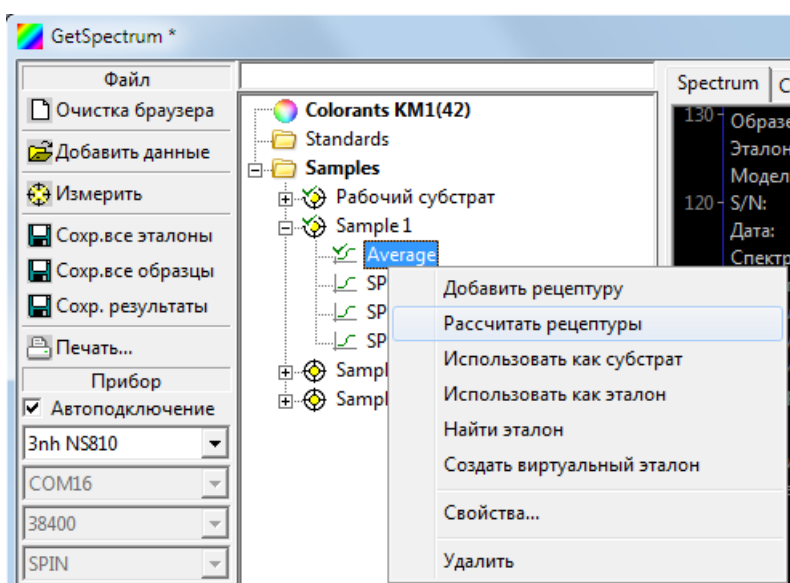 GetSpectrum *
Файл
Очистка браузера
Добавить данные
Измерить
Сохр.все эталоны
Сохр.все образцы
Сохр. результаты
Печать...
Прибор
Автоподключение
3nh NS810
COM16
38400
SPIN
Colorants KM1(42)
Standards
Samples
Рабочий субстрат
Sample 1
Average
SP
SP
SP
Sampl
Sampl
Добавить рецептуру
Рассчитать рецептуры
Использовать как субстрат
Использовать как эталон
Найти эталон
Создать виртуальный эталон
Свойства...
Удалить
Spectrum
C
130
Образе
Эталон
Модел
120
S/N:
Дата:
Спектр